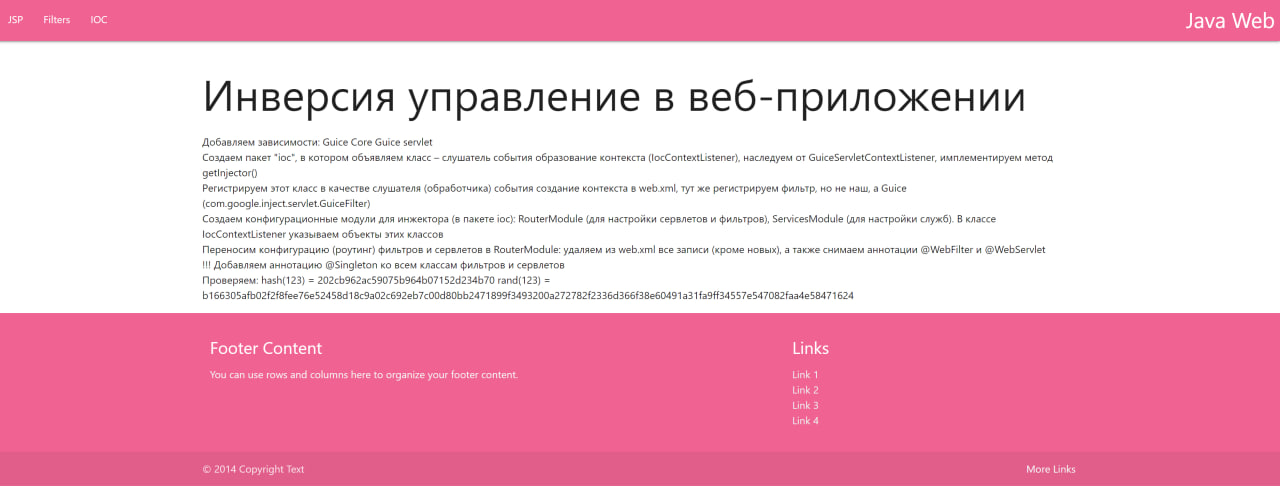 JSP Filters IOC Java Web
Инверсия управление в веб-приложении
Добавляем зависимости: Guice Core Guice servlet
Создаем пакет "ioc", в котором объявляем класс – слушатель события образование контекста (IocContextListener), наследуем от GuiceServletContextListener, имплементируем метод
getInjector()
Регистрируем этот класс в качестве слушателя (обработчика) события создание контекста в web.xml, тут же регистрируем фильтр, но не наш, а Guice
(com.google.inject.servlet.GuiceFilter)
Создаем конфигурационные модули для инжектора (в пакете ioc): RouterModule (для настройки сервлетов и фильтров), ServicesModule (для настройки служб). В классе
IocContextListener указываем объекты этих классов
Переносим конфигурацию (роутинг) фильтров и сервлетов в RouterModule: удаляем из web.xml все записи (кроме новых), а также снимаем аннотации @WebFilter и @WebServlet
!!! Добавляем аннотацию @Singleton ко всем классам фильтров и сервлетов
Проверяем: hash(123) = 202cb962ac59075b964b07152d234b70 rand(123) =
b166305afb02f2f8fee76e52458d18c9a02c692eb7c00d80bb2471899f3493200a272782f2336d366f38e60491a31fa9ff34557e547082faa4e58471624
Footer Content
You can use rows and columns here to organize your footer content.
Links
Link 1
Link 2
Link 3
Link 4
© 2014 Copyright Text
More Links